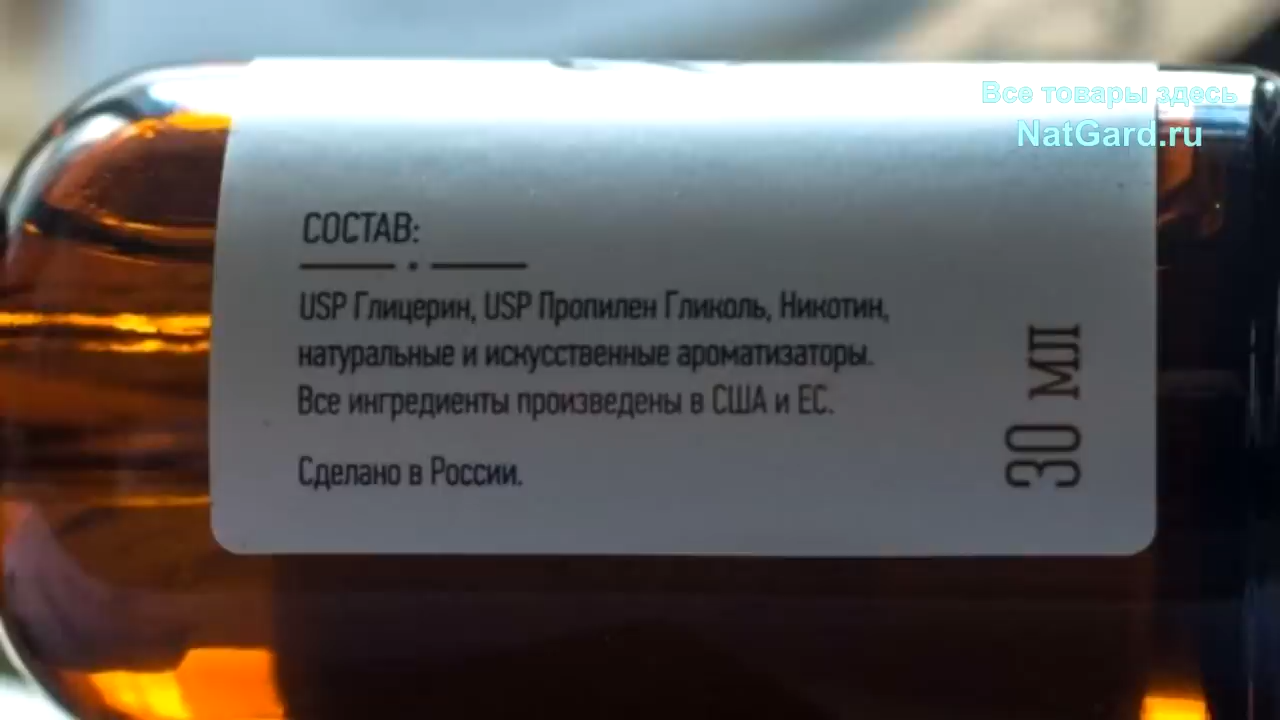 Все товары здесь
NatGard.ru
СОСТАВ:
USP Глицерин, USP Пропилен Гликоль, Никотин,
натуральные и искусственные ароматизаторы.
Все ингредиенты произведены в США и ЕС.
Сделано в России.
30 мл